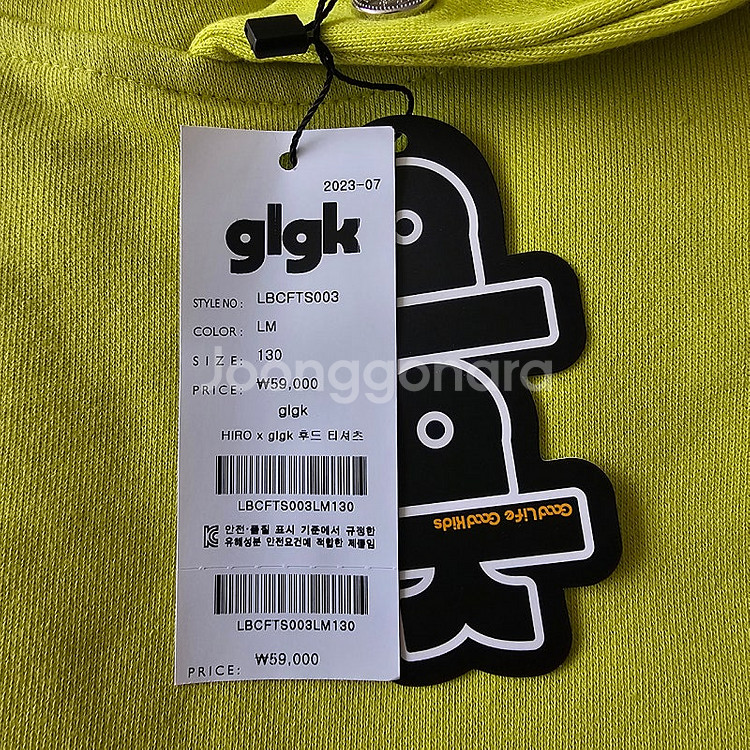 2023-07
glgk
STYLE NO : LBCFTS003
COLOR : LM
SIZE : 130
PRICE : ₩59,000
joonggonara
glgk
HIRO x glgk 후드 티셔츠
LBCFTS003LM130
안전·품질 표시 기준에서 규정한
유해성분 안전요건에 적합한 제품임
Good Life Good Kids
LBCFTS003LM130
PRICE : ₩59,000